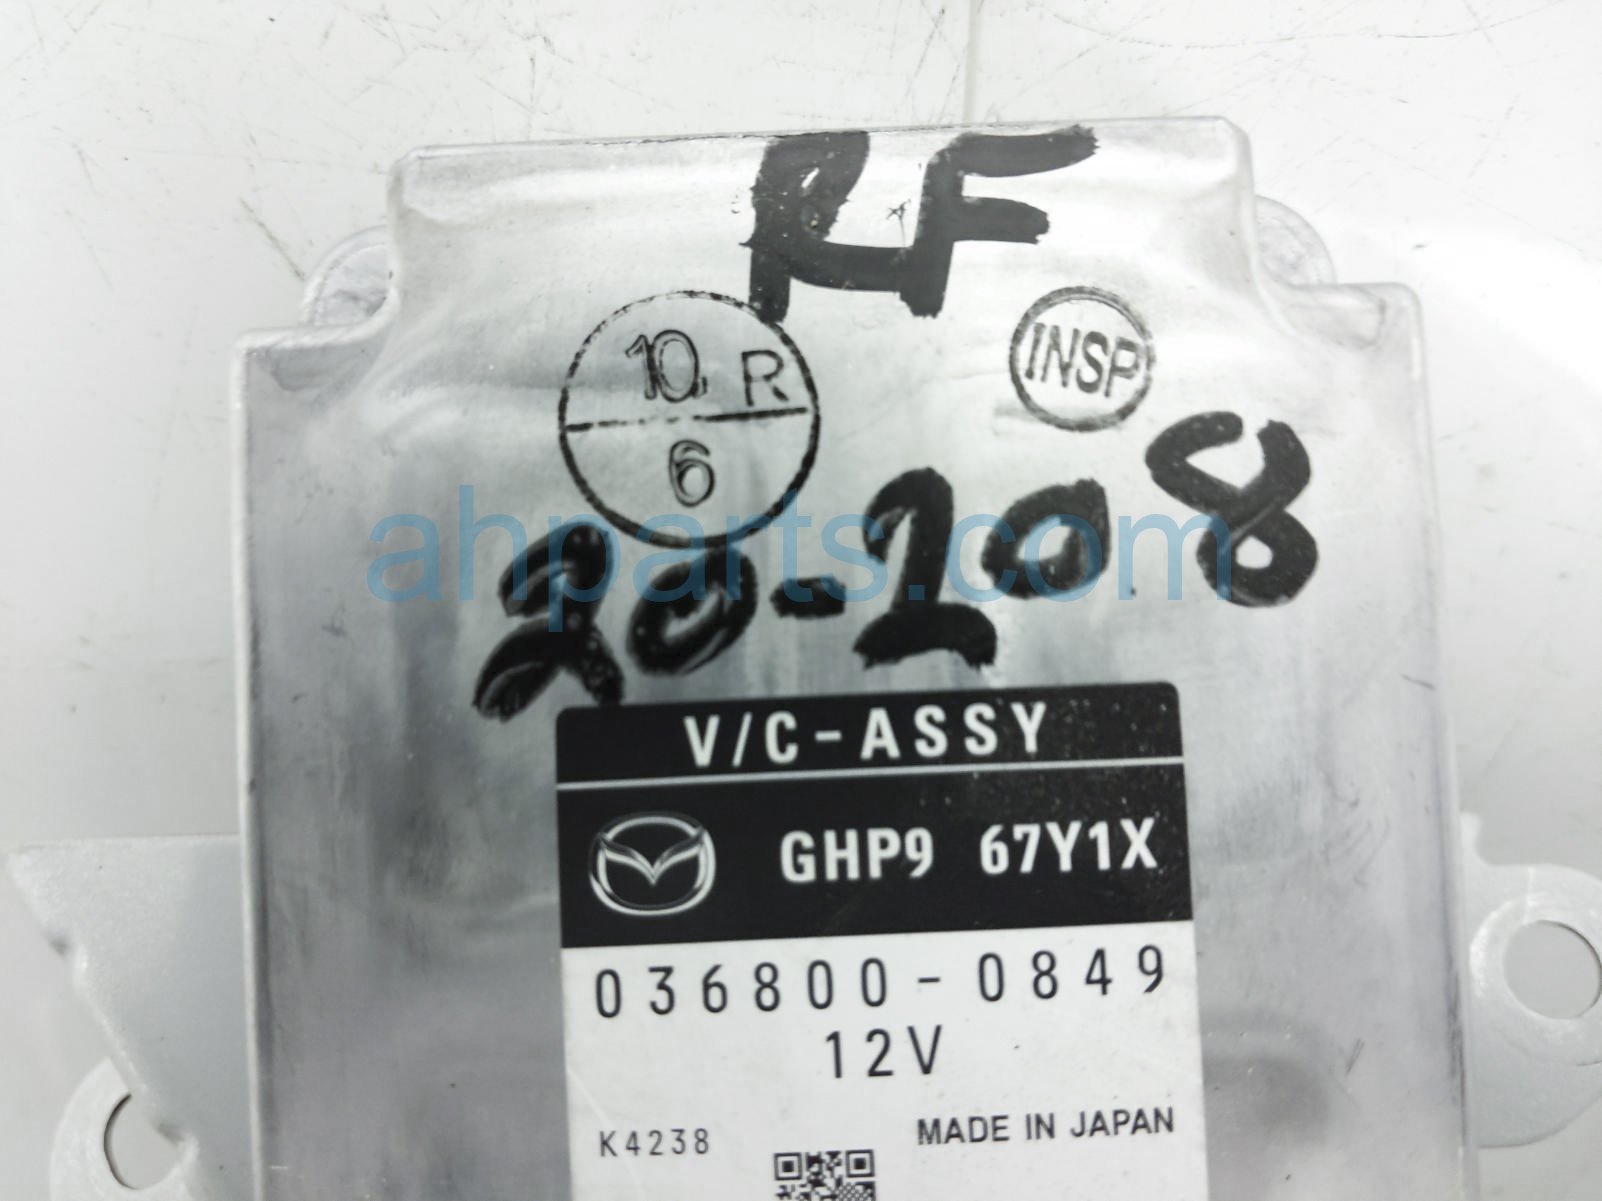 RF
10. R
6
INSP
20-208
ahparts.com
V/C-ASSY
GHP9 67Y1X
036800-0849
12V
K4238
MADE IN JAPAN